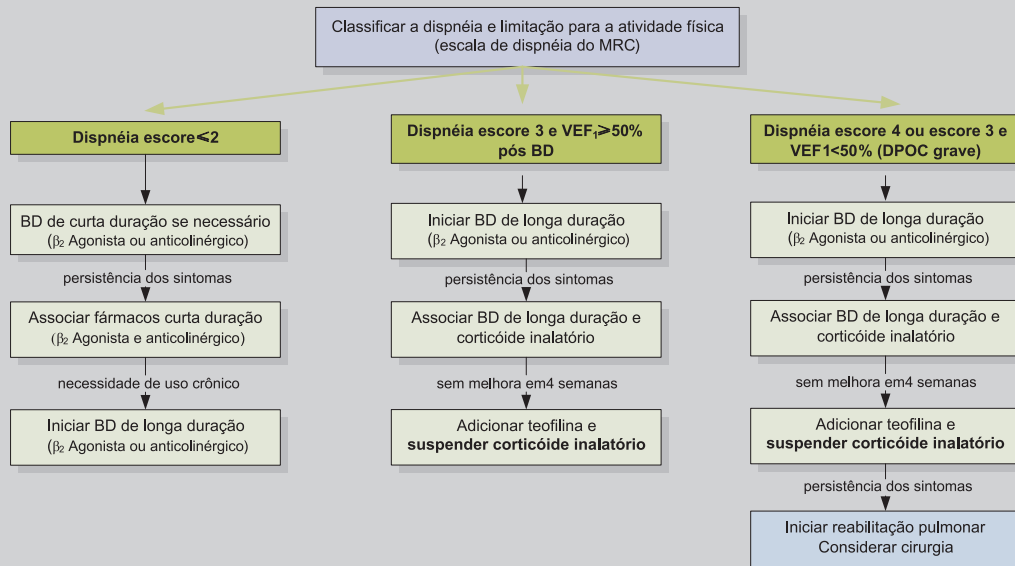 Classificar a dispnéia e limitação para a atividade física
(escala de dispnéia do MRC)
Dispnéia escore⩽2
BD de curta duração se necessário
(β₂ Agonista ou anticolinérgico)
persistência dos sintomas
Associar fármacos curta duração
(β₂ Agonista e anticolinérgico)
necessidade de uso crônico
Iniciar BD de longa duração
(β₂ Agonista ou anticolinérgico)
Dispnéia escore 3 e VEF₁⩾50%
pós BD
Iniciar BD de longa duração
(β₂ Agonista ou anticolinérgico)
persistência dos sintomas
Associar BD de longa duração e
corticóide inalatório
sem melhora em4 semanas
Adicionar teofilina e
suspender corticóide inalatório
Dispnéia escore 4 ou escore 3 e
VEF1<50% (DPOC grave)
Iniciar BD de longa duração
(β₂ Agonista ou anticolinérgico)
persistência dos sintomas
Associar BD de longa duração e
corticóide inalatório
sem melhora em4 semanas
Adicionar teofilina e
suspender corticóide inalatório
persistência dos sintomas
Iniciar reabilitação pulmonar
Considerar cirurgia